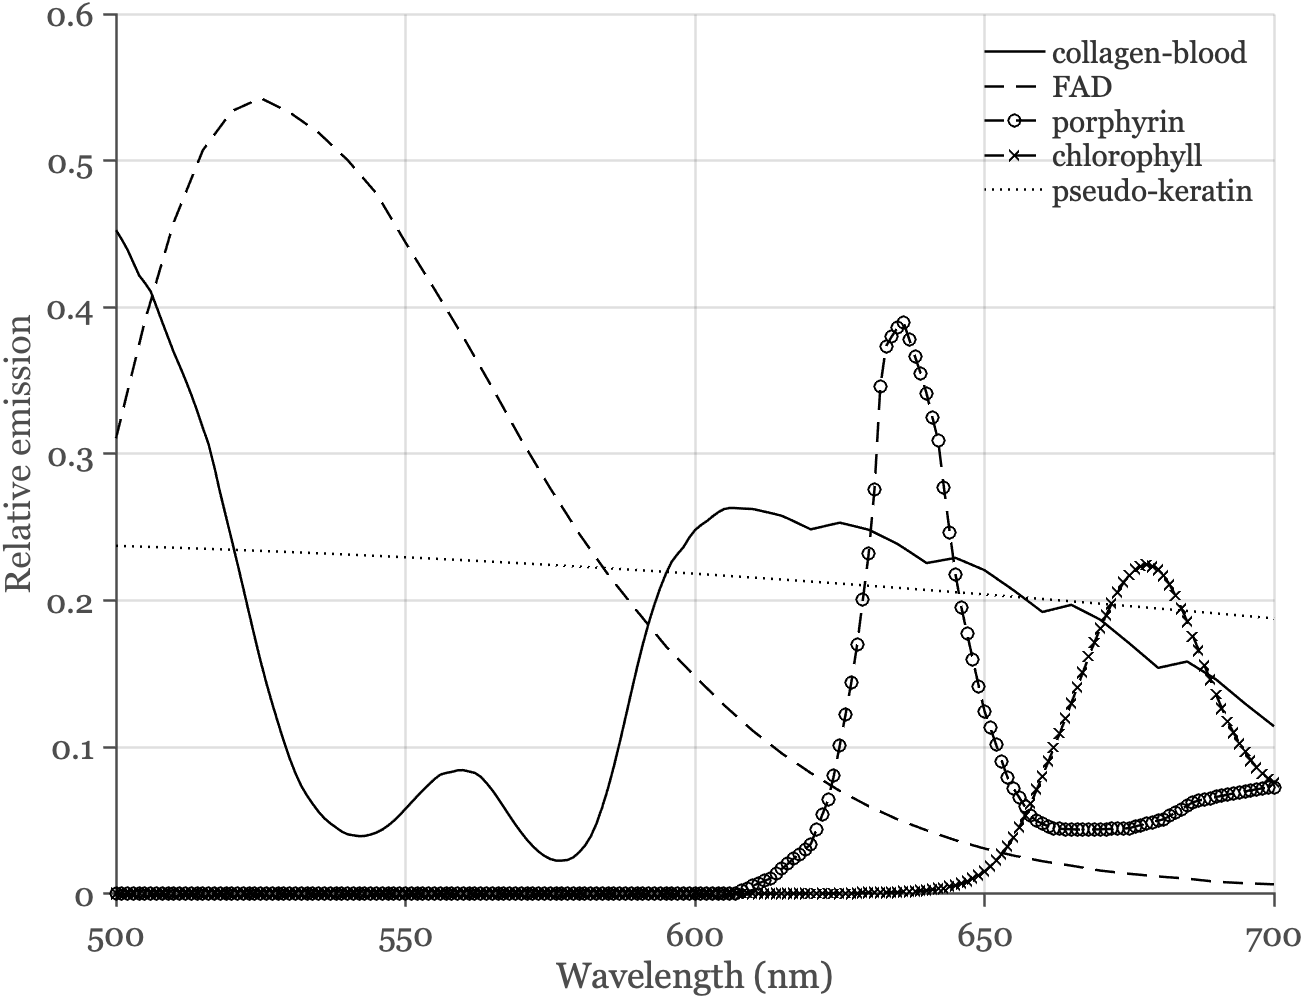 0.6
0.5
0.4
0.3
0.2
0.1
0
Relative emission
collagen-blood
FAD
porphyrin
chlorophyll
pseudo-keratin
500 550 600 650 700
Wavelength (nm)